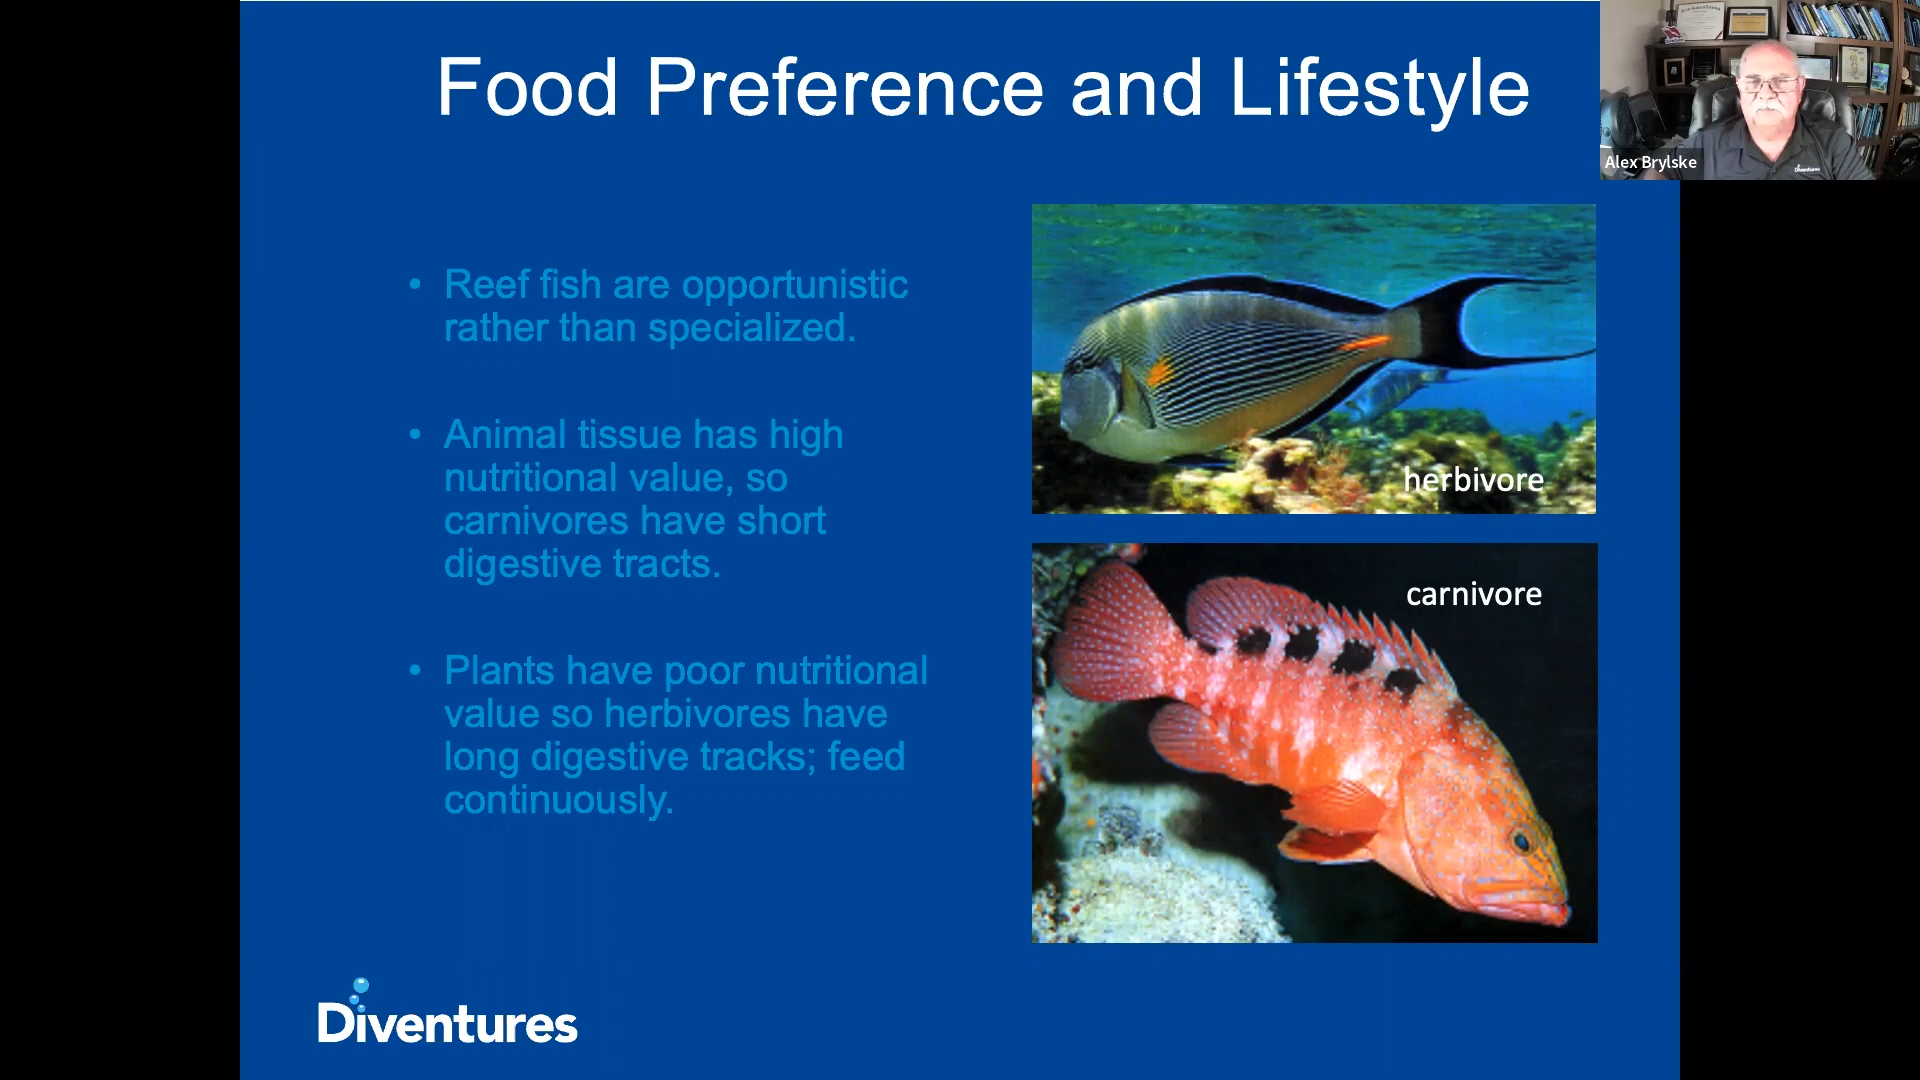 Food Preference and Lifestyle
Alex Brylske
• Reef fish are opportunistic
rather than specialized.
• Animal tissue has high
nutritional value, so
carnivores have short
digestive tracts.
• Plants have poor nutritional
value so herbivores have
long digestive tracks; feed
continuously.
herbivore
carnivore
Diventures
Diventures